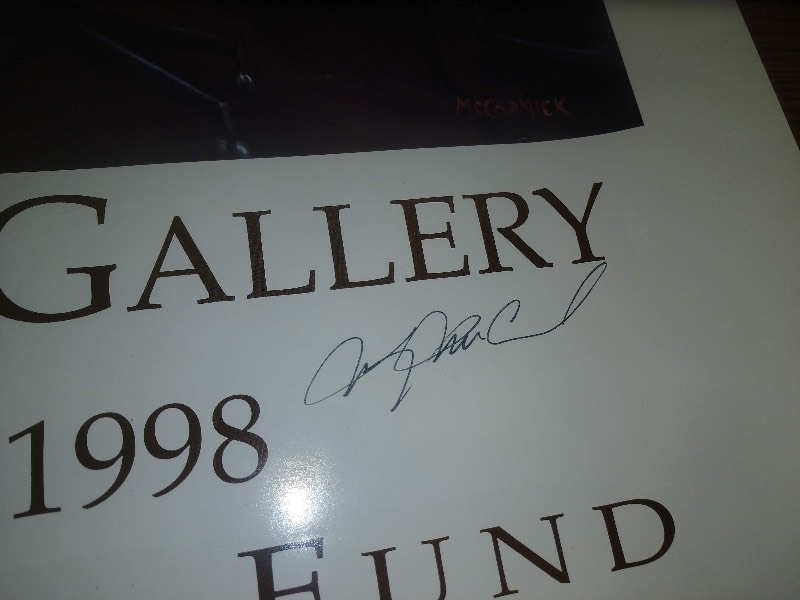 McCORMICK
GALLERY
1998
FUND